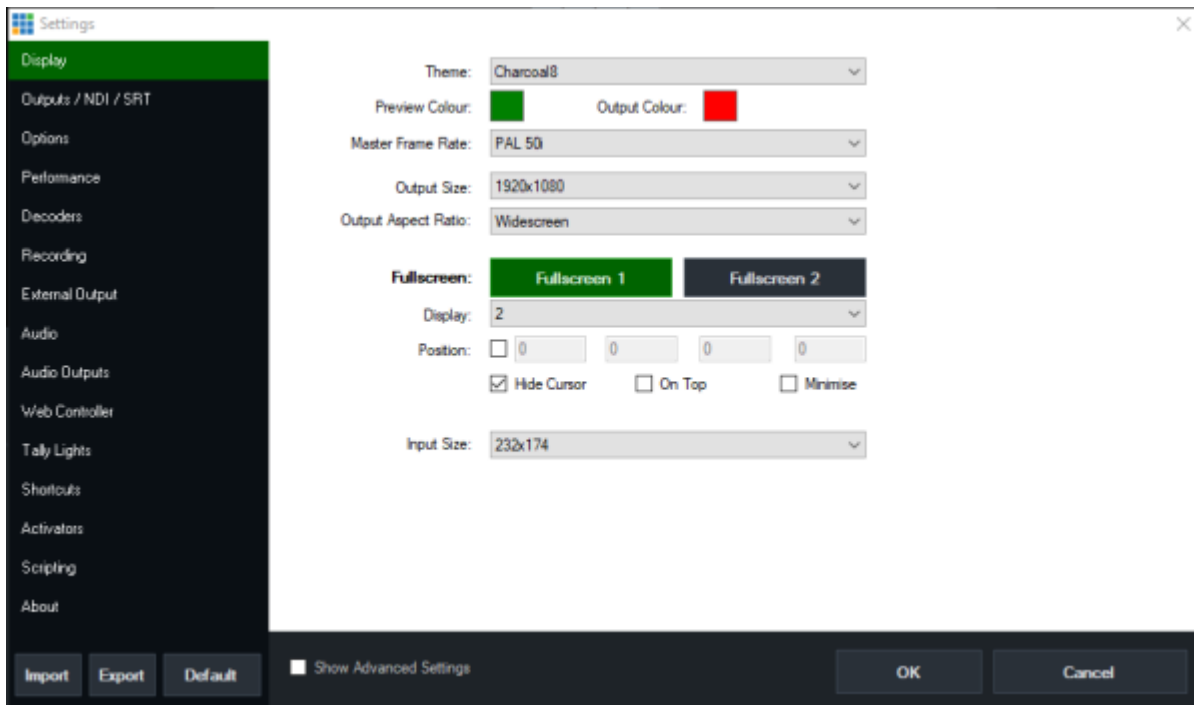 Settings
Display
Outputs / NDI / SRT
Options
Performance
Decoders
Recording
External Output
Audio
Audio Outputs
Web Controller
Tally Lights
Shortcuts
Activators
Scripting
About
Import Export Default
Theme: Charcoal8
Preview Colour: Output Colour:
Master Frame Rate: PAL 50i
Output Size: 1920x1080
Output Aspect Ratio: Widescreen
Fullscreen: Fullscreen 1 Fullscreen 2
Display: 2
Position: 0 0 0 0
Hide Cursor On Top Minimise
Input Size: 232x174
Show Advanced Settings OK Cancel